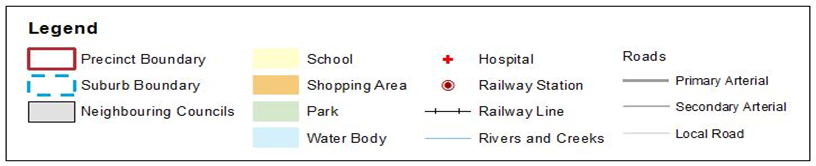 Legend
Precinct Boundary
Suburb Boundary
Neighbouring Councils
School
Shopping Area
Park
Water Body
Hospital
Railway Station
Railway Line
Rivers and Creeks
Roads
Primary Arterial
Secondary Arterial
Local Road